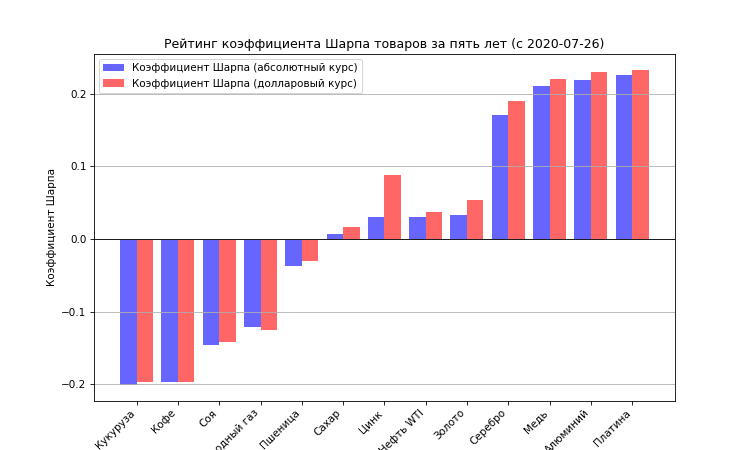 Рейтинг коэффициента Шарпа товаров за пять лет (с 2020-07-26)
Коэффициент Шарпа (абсолютный курс)
Коэффициент Шарпа (долларовый курс)
Коэффициент Шарпа
0.2
0.1
0.0
−0.1
−0.2
Кукуруза
Кофе
Соя
газ
Пшеница
Сахар
Цинк
Нефть WTI
Золото
Серебро
Медь
Алюминий
Платина